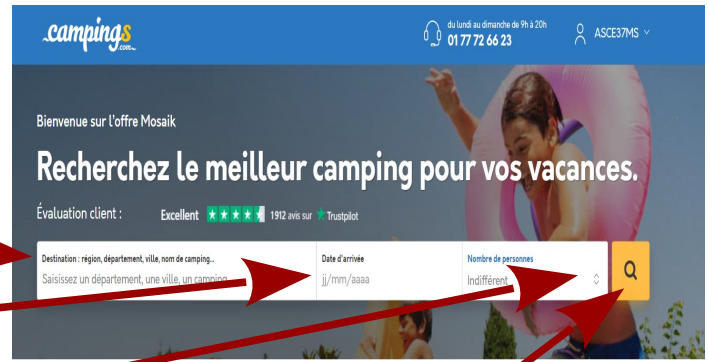 campings
.com
du lundi au dimanche de 9h à 20h
01 77 72 66 23
ASCE37MS
Bienvenue sur l'offre Mosaik
Recherchez le meilleur camping pour vos vacances.
Évaluation client : Excellent 1912 avis sur Trustpilot
Destination : région, département, ville, nom de camping...
Saisissez un département, une ville, un camping
Date d'arrivée
jj/mm/aaaa
Nombre de personnes
Indifférent